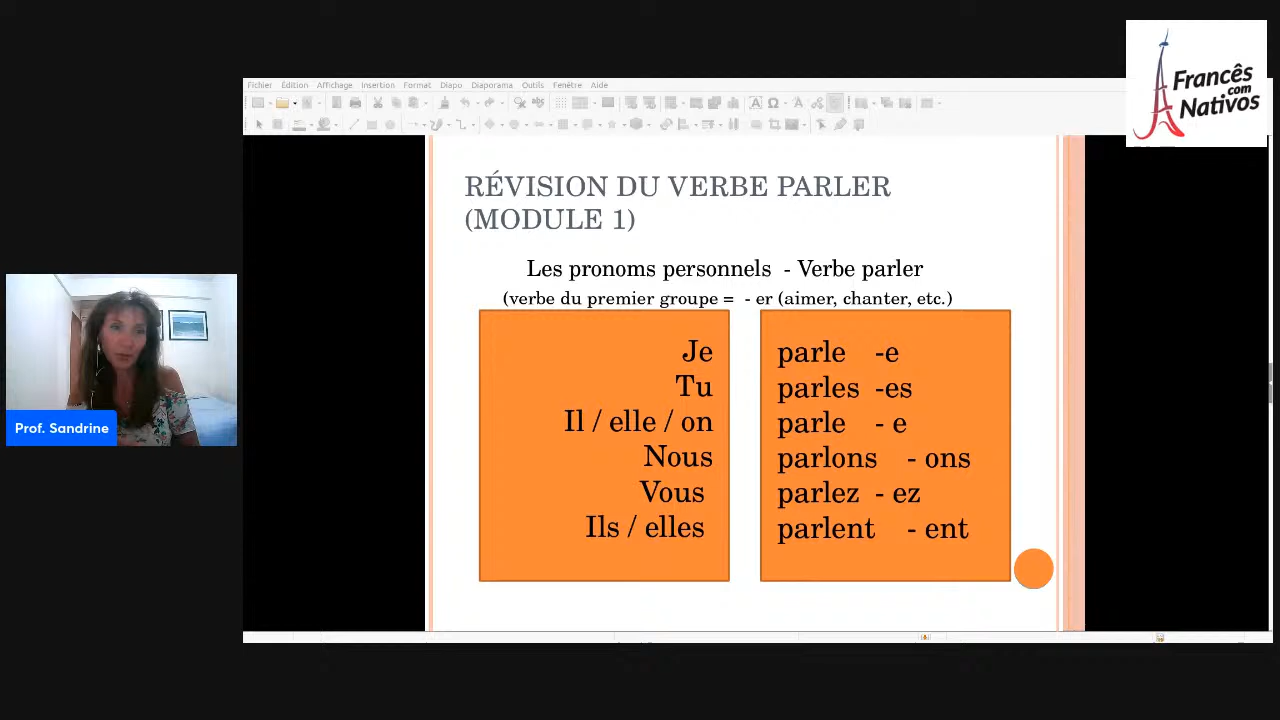 Francês
com
Nativos
Fichier Édition Affichage Insertion Format Diapo Diaporama Outils Fenêtre Aide
RÉVISION DU VERBE PARLER
(MODULE 1)
Les pronoms personnels - Verbe parler
(verbe du premier groupe = - er (aimer, chanter, etc.)
Je parle -e
Tu parles -es
Il / elle / on parle - e
Nous parlons - ons
Vous parlez - ez
Ils / elles parlent - ent
Prof. Sandrine